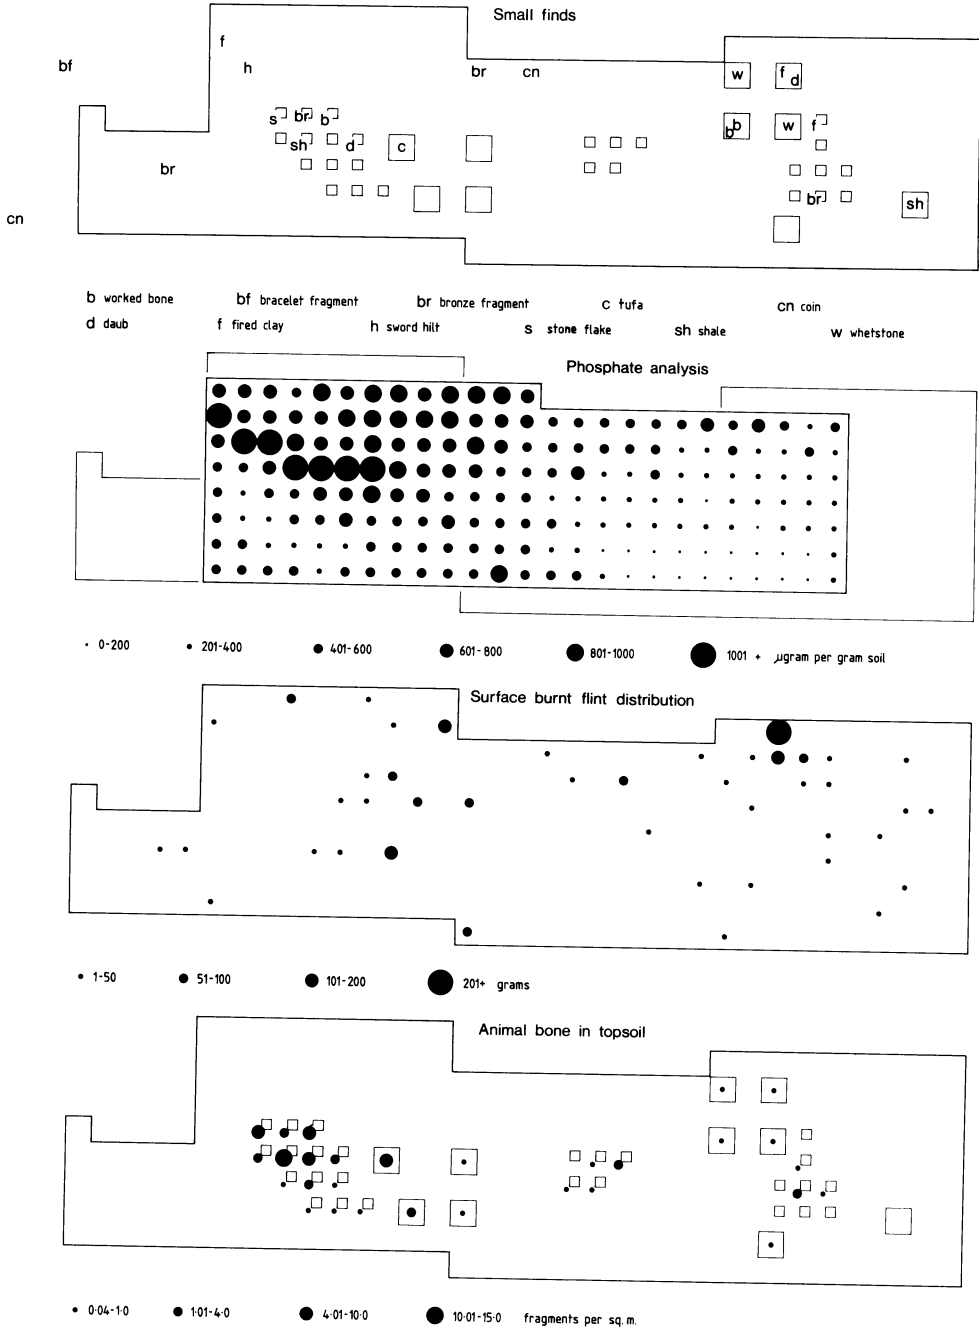 Small finds
f
bf
h
br cn
w f d
s br b
b b w f
sh d c
br
br sh
cn
b worked bone bf bracelet fragment br bronze fragment c tufa cn coin
d daub f fired clay h sword hilt s stone flake sh shale w whetstone
Phosphate analysis
0-200 201-400 401-600 601-800 801-1000 1001 + µgram per gram soil
Surface burnt flint distribution
1-50 51-100 101-200 201+ grams
Animal bone in topsoil
0·04-1·0 1·01-4·0 4·01-10·0 10·01-15·0 fragments per sq. m.